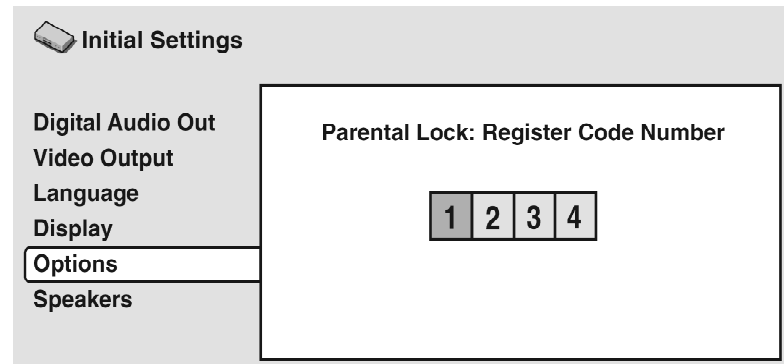 Initial Settings
Digital Audio Out
Video Output
Language
Display
Options
Speakers
Parental Lock: Register Code Number
1 2 3 4